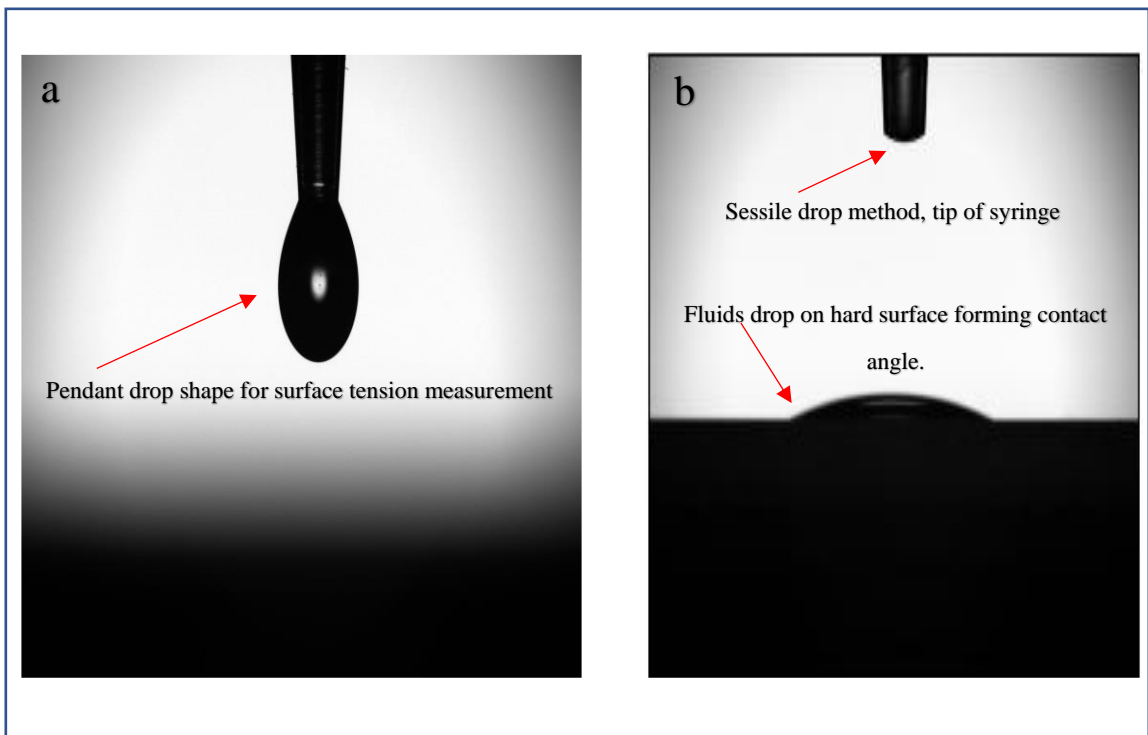 a
Pendant drop shape for surface tension measurement
b
Sessile drop method, tip of syringe
Fluids drop on hard surface forming contact
angle.